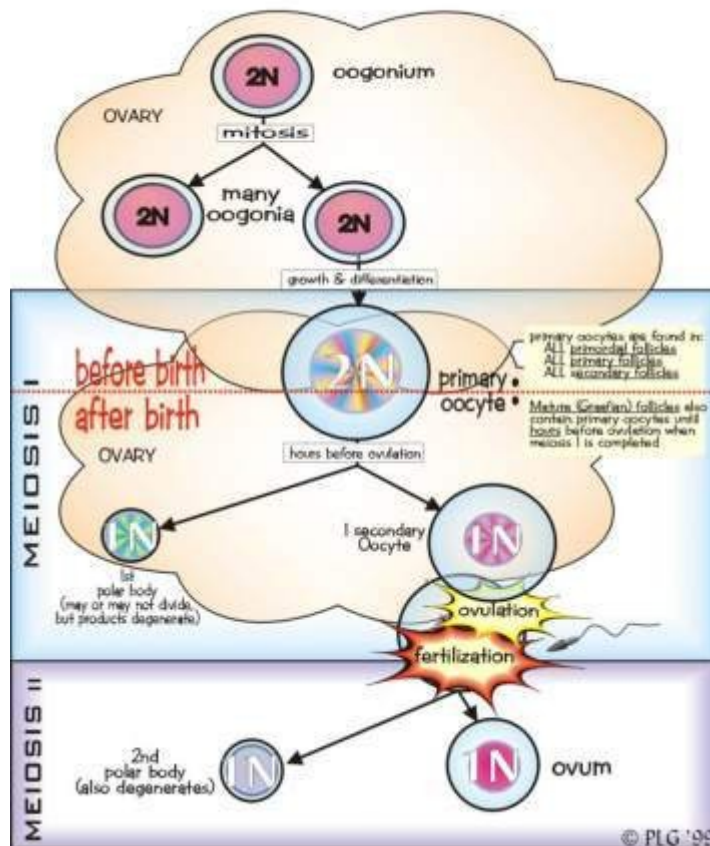 2N
oogonium
OVARY
mitosis
2N
many
oogonia
2N
growth & differentiation
MEIOSIS I
before birth
after birth
2N
primary
oocyte
primary oocytes are found in:
ALL primordial follicles
ALL primary follicles
ALL secondary follicles
Mature (Graafian) follicles also
contain primary oocytes until
hours before ovulation when
meiosis I is completed
OVARY
hours before ovulation
1N
1st
polar body
(may or may not divide,
but products degenerate)
1 secondary
Oocyte
1N
ovulation
fertilization
MEIOSIS II
2nd
polar body
(also degenerates)
1N
1N
ovum
© PLG '99